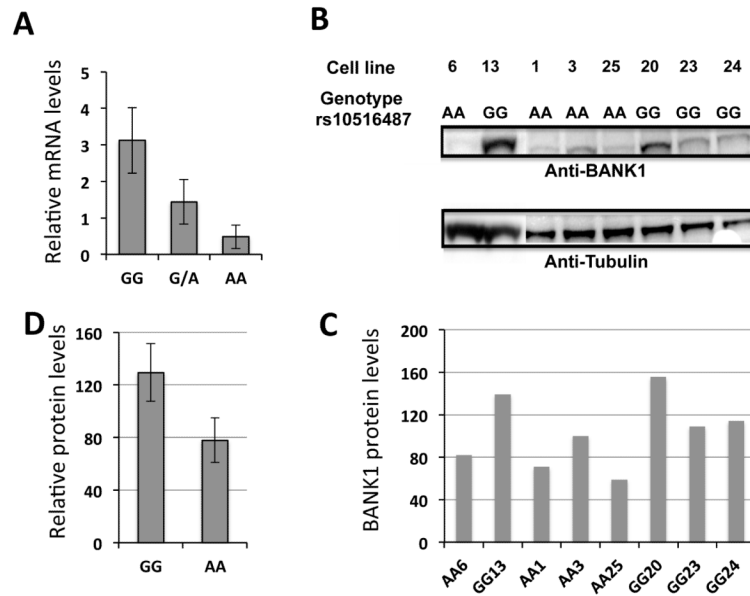 A
Relative mRNA levels
5
4
3
2
1
0
GG G/A AA
B
Cell line 6 13 1 3 25 20 23 24
Genotype
rs10516487 AA GG AA AA AA GG GG GG
Anti-BANK1
Anti-Tubulin
D
Relative protein levels
160
120
80
40
0
GG AA
C
BANK1 protein levels
200
160
120
80
40
0
AA6 GG13 AA1 AA3 AA25 GG20 GG23 GG24